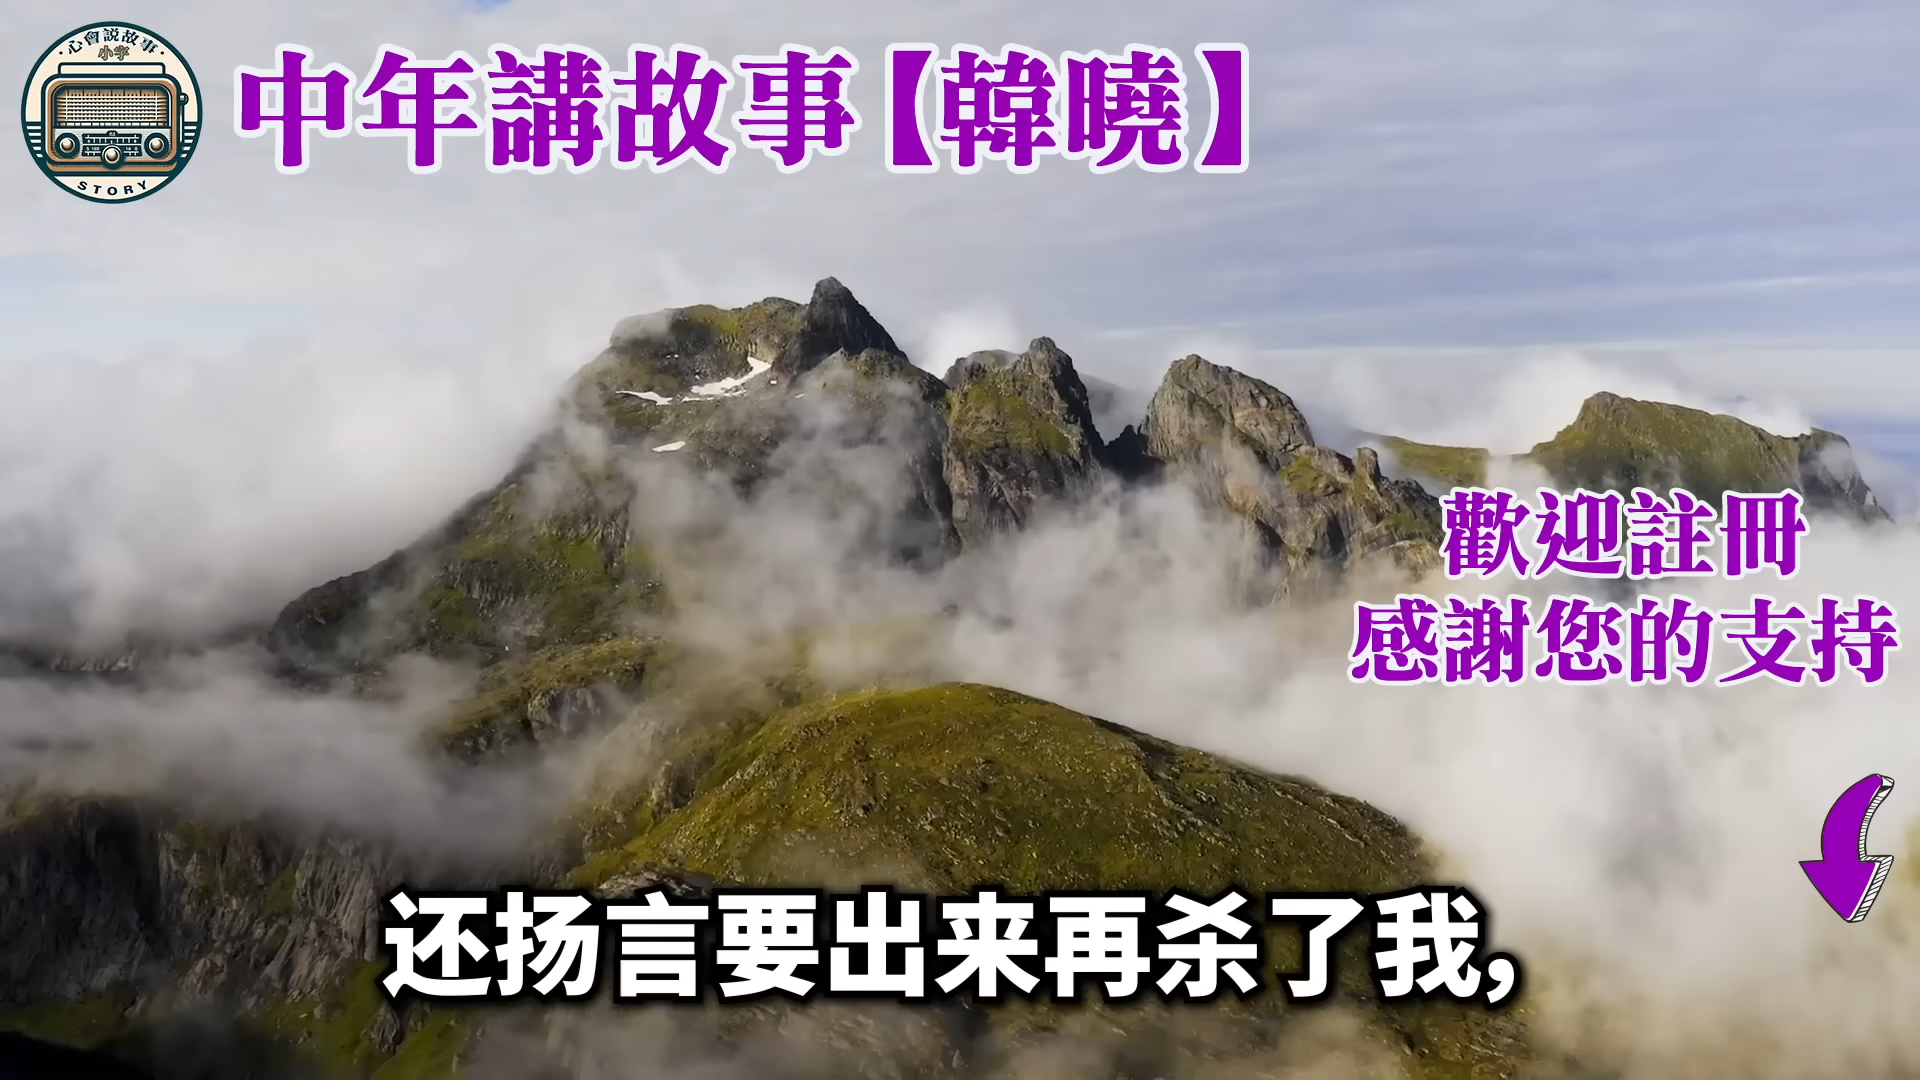 心會説故事
小宇
STORY
中年講故事【韓曉】
歡迎註冊
感謝您的支持
还扬言要出来再杀了我,